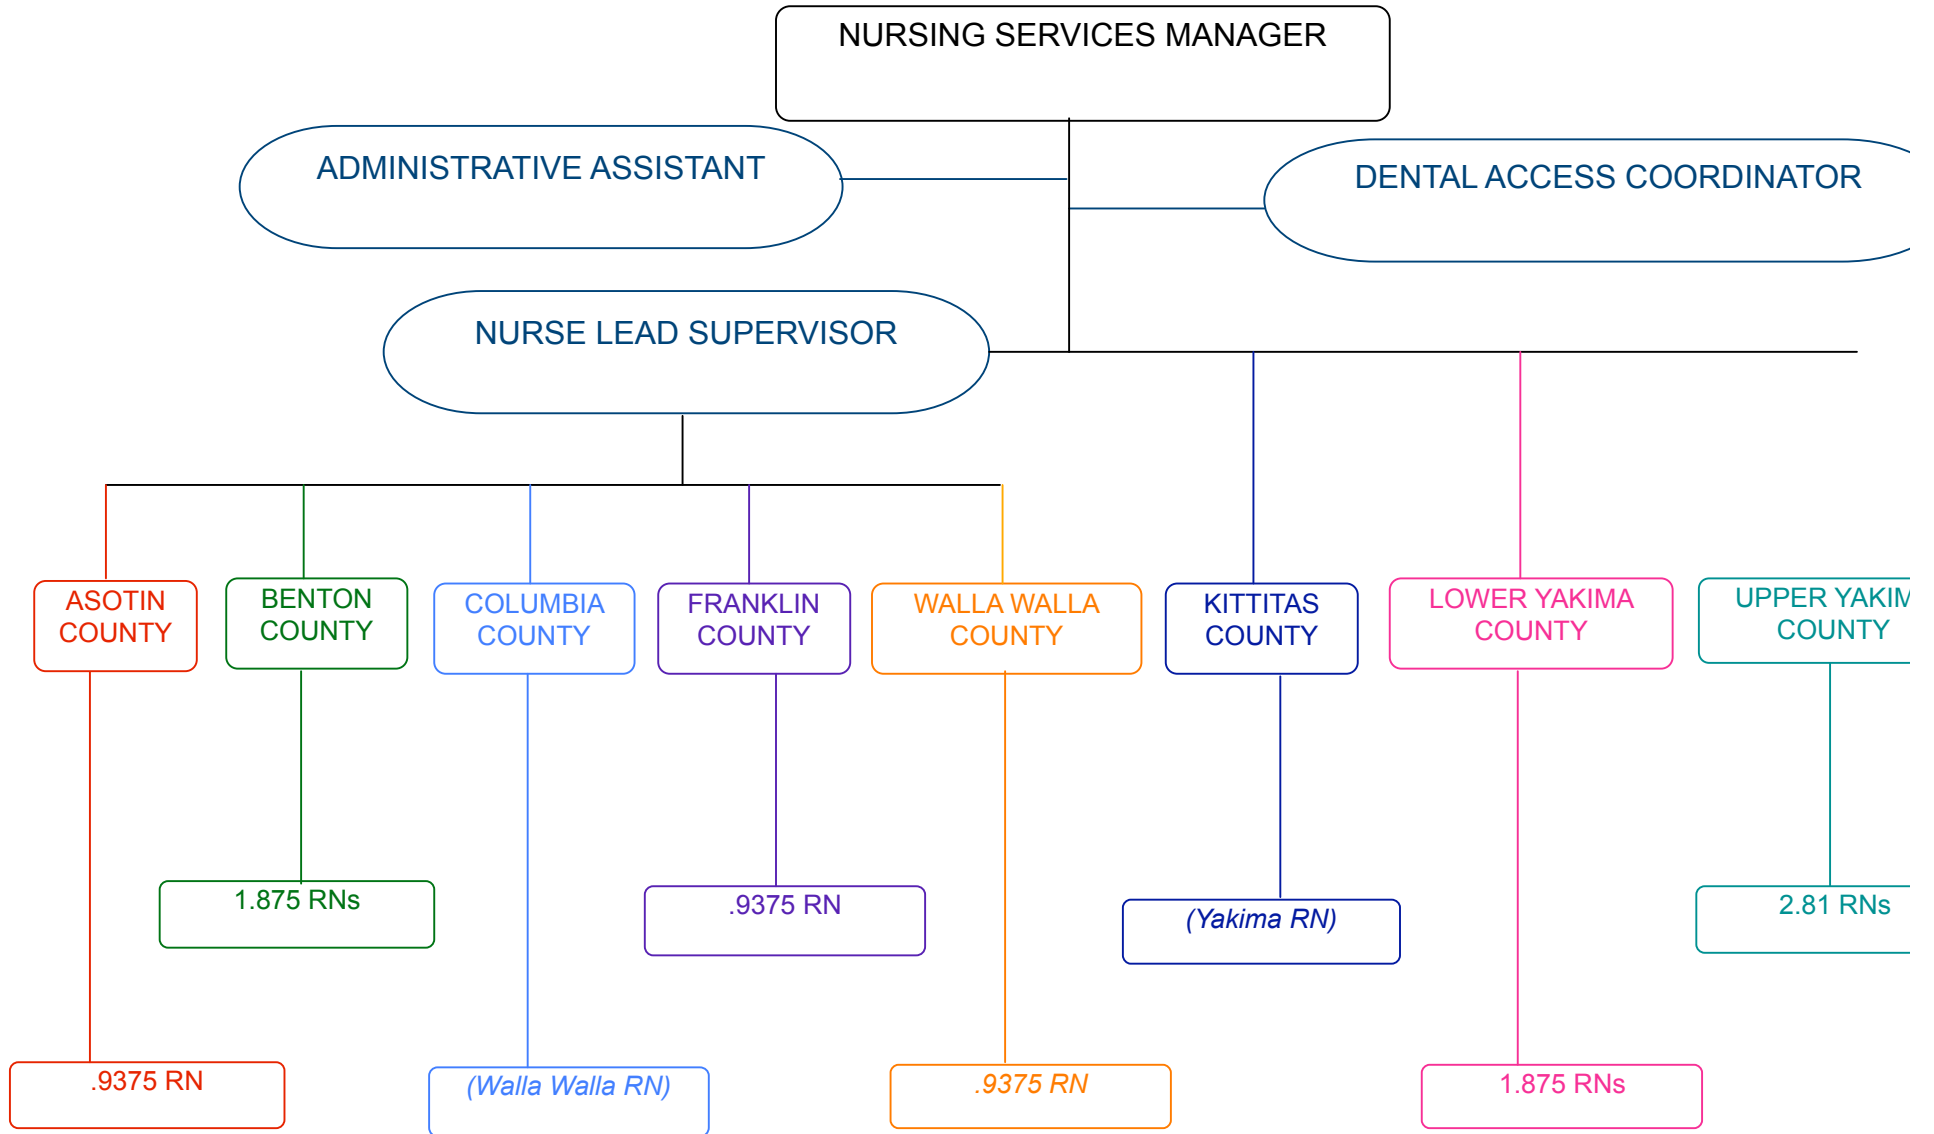 NURSING SERVICES MANAGER
ADMINISTRATIVE ASSISTANT
DENTAL ACCESS COORDINATOR
NURSE LEAD SUPERVISOR
ASOTIN
COUNTY
BENTON
COUNTY
COLUMBIA
COUNTY
FRANKLIN
COUNTY
WALLA WALLA
COUNTY
KITTITAS
COUNTY
LOWER YAKIMA
COUNTY
UPPER YAKIM
COUNTY
1.875 RNs
.9375 RN
(Yakima RN)
2.81 RNs
.9375 RN
(Walla Walla RN)
.9375 RN
1.875 RNs